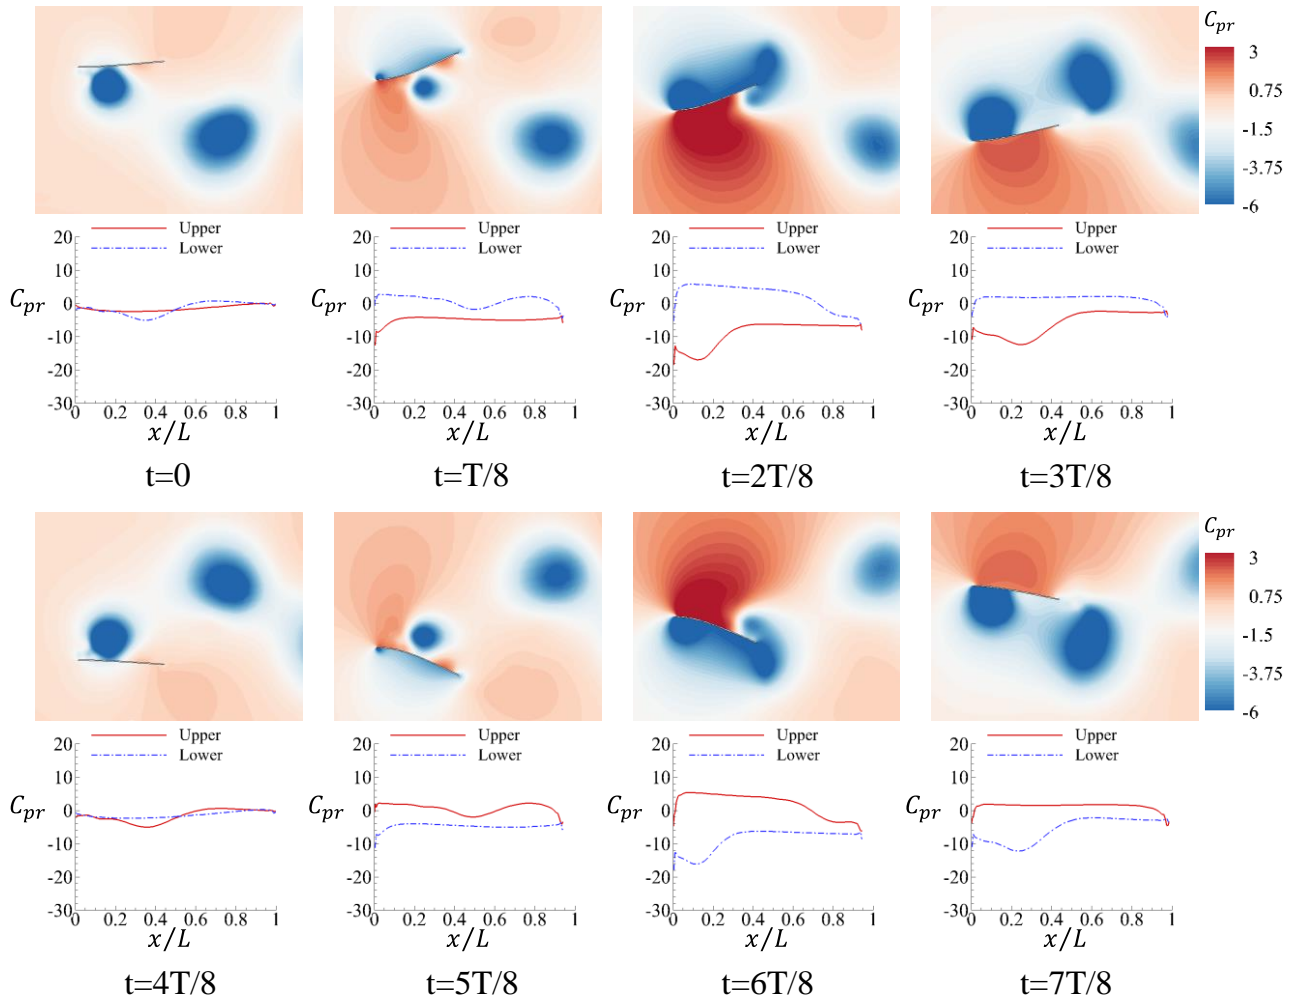 C_pr
3
0.75
-1.5
-3.75
-6
Upper Upper Upper Upper
Lower Lower Lower Lower
20 20 20 20
10 10 10 10
C_pr 0 C_pr 0 C_pr 0 C_pr 0
-10 -10 -10 -10
-20 -20 -20 -20
-30 -30 -30 -30
0 0.2 0.4 0.6 0.8 1 0 0.2 0.4 0.6 0.8 1 0 0.2 0.4 0.6 0.8 1 0 0.2 0.4 0.6 0.8 1
x/L x/L x/L x/L
t=0 t=T/8 t=2T/8 t=3T/8
C_pr
3
0.75
-1.5
-3.75
-6
Upper Upper Upper Upper
Lower Lower Lower Lower
20 20 20 20
10 10 10 10
C_pr 0 C_pr 0 C_pr 0 C_pr 0
-10 -10 -10 -10
-20 -20 -20 -20
-30 -30 -30 -30
0 0.2 0.4 0.6 0.8 1 0 0.2 0.4 0.6 0.8 1 0 0.2 0.4 0.6 0.8 1 0 0.2 0.4 0.6 0.8 1
x/L x/L x/L x/L
t=4T/8 t=5T/8 t=6T/8 t=7T/8